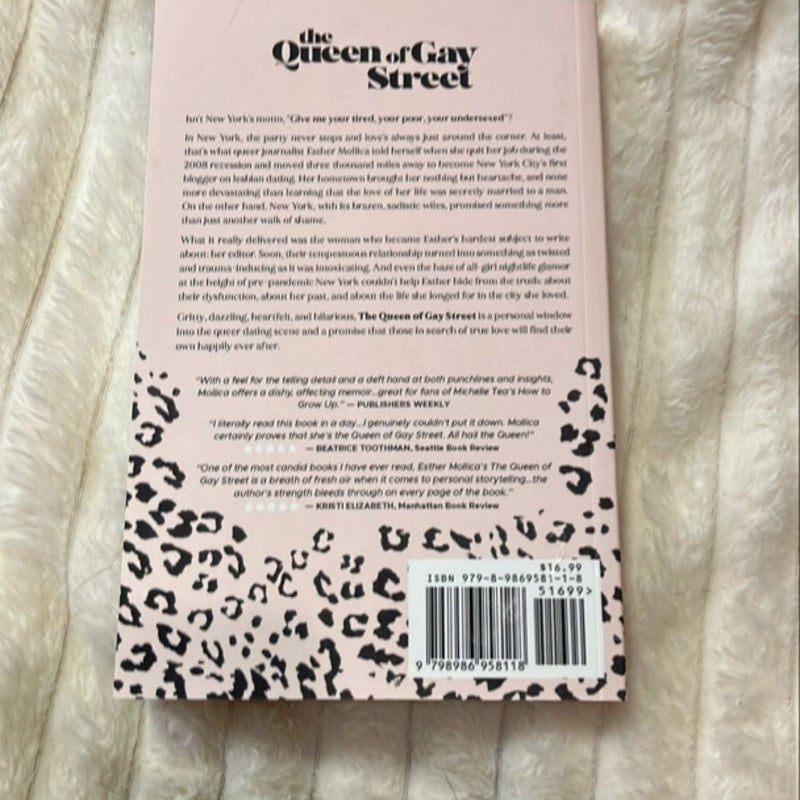 the
Queen of Gay
Street
Isn't New York's motto, "Give me your tired, your poor, your undersexed"?
In New York, the party never stops and love's always just around the corner. At least,
that's what queer journalist Esther Mollica told herself when she quit her job during the
2008 recession and moved three thousand miles away to become New York City's first
blogger on lesbian dating. Her hometown brought her nothing but heartache, and none
more devastating than learning that the love of her life was secretly married to a man.
On the other hand, New York, with its brazen, sadistic wiles, promised something more
than just another walk of shame.
What it really delivered was the woman who became Esther's hardest subject to write
about: her editor. Soon, their tempestuous relationship turned into something as twisted
and trauma-inducing as it was intoxicating. And even the haze of all-girl nightlife glamor
at the height of pre-pandemic New York couldn't help Esther hide from the truth: about
their dysfunction, about her past, and about the life she longed for in the city she loved.
Gritty, dazzling, heartfelt, and hilarious, The Queen of Gay Street is a personal window
into the queer dating scene and a promise that those in search of true love will find their
own happily ever after.
"With a feel for the telling detail and a deft hand at both punchlines and insights,
Mollica offers a dishy, affecting memoir...great for fans of Michelle Tea's How to
Grow Up." — PUBLISHERS WEEKLY
"I literally read this book in a day...I genuinely couldn't put it down. Mollica
certainly proves that she's the Queen of Gay Street. All hail the Queen!"
— BEATRICE TOOTHMAN, Seattle Book Review
"One of the most candid books I have ever read, Esther Mollica's The Queen of
Gay Street is a breath of fresh air when it comes to personal storytelling...the
author's strength bleeds through on every page of the book."
— KRISTI ELIZABETH, Manhattan Book Review
$16.99
ISBN 979-8-9869581-1-8
51699>
9 798986 958118